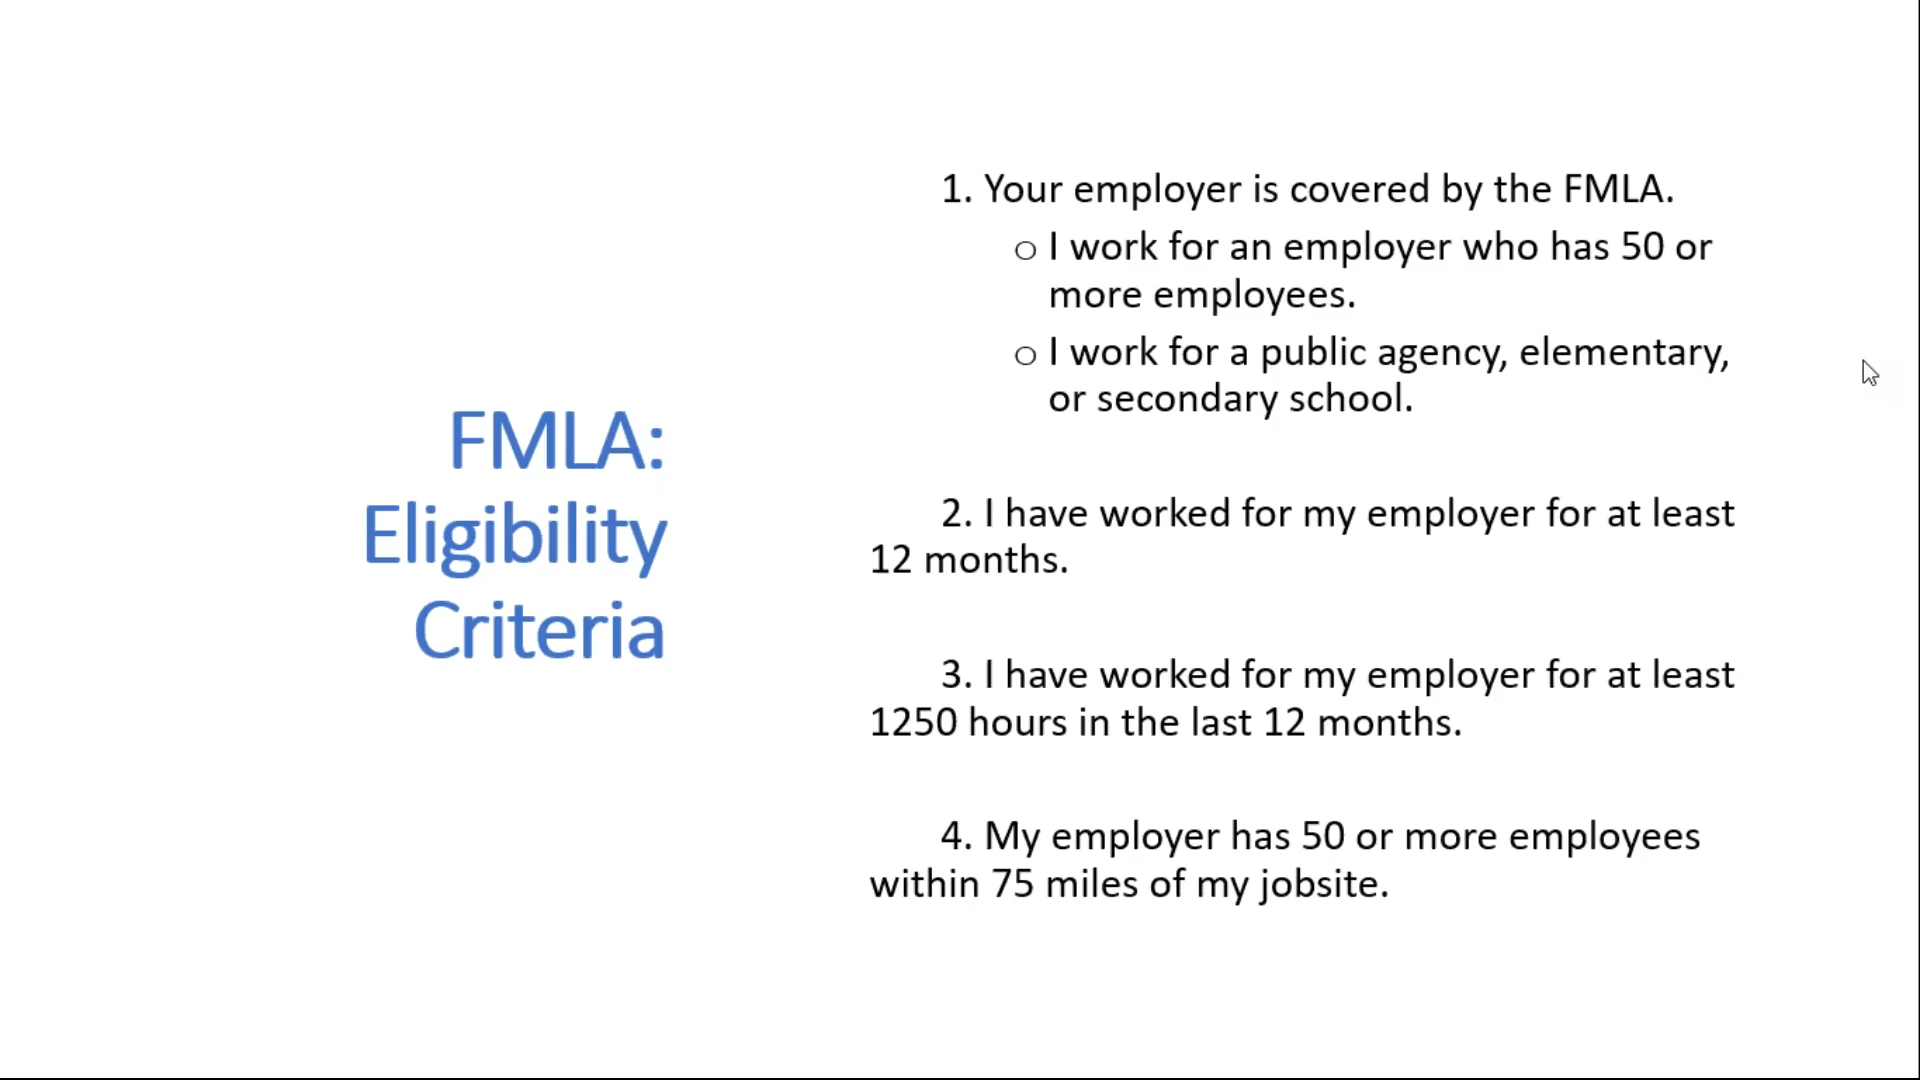 FMLA:
Eligibility
Criteria
1. Your employer is covered by the FMLA.
o I work for an employer who has 50 or
more employees.
o I work for a public agency, elementary,
or secondary school.
2. I have worked for my employer for at least
12 months.
3. I have worked for my employer for at least
1250 hours in the last 12 months.
4. My employer has 50 or more employees
within 75 miles of my jobsite.